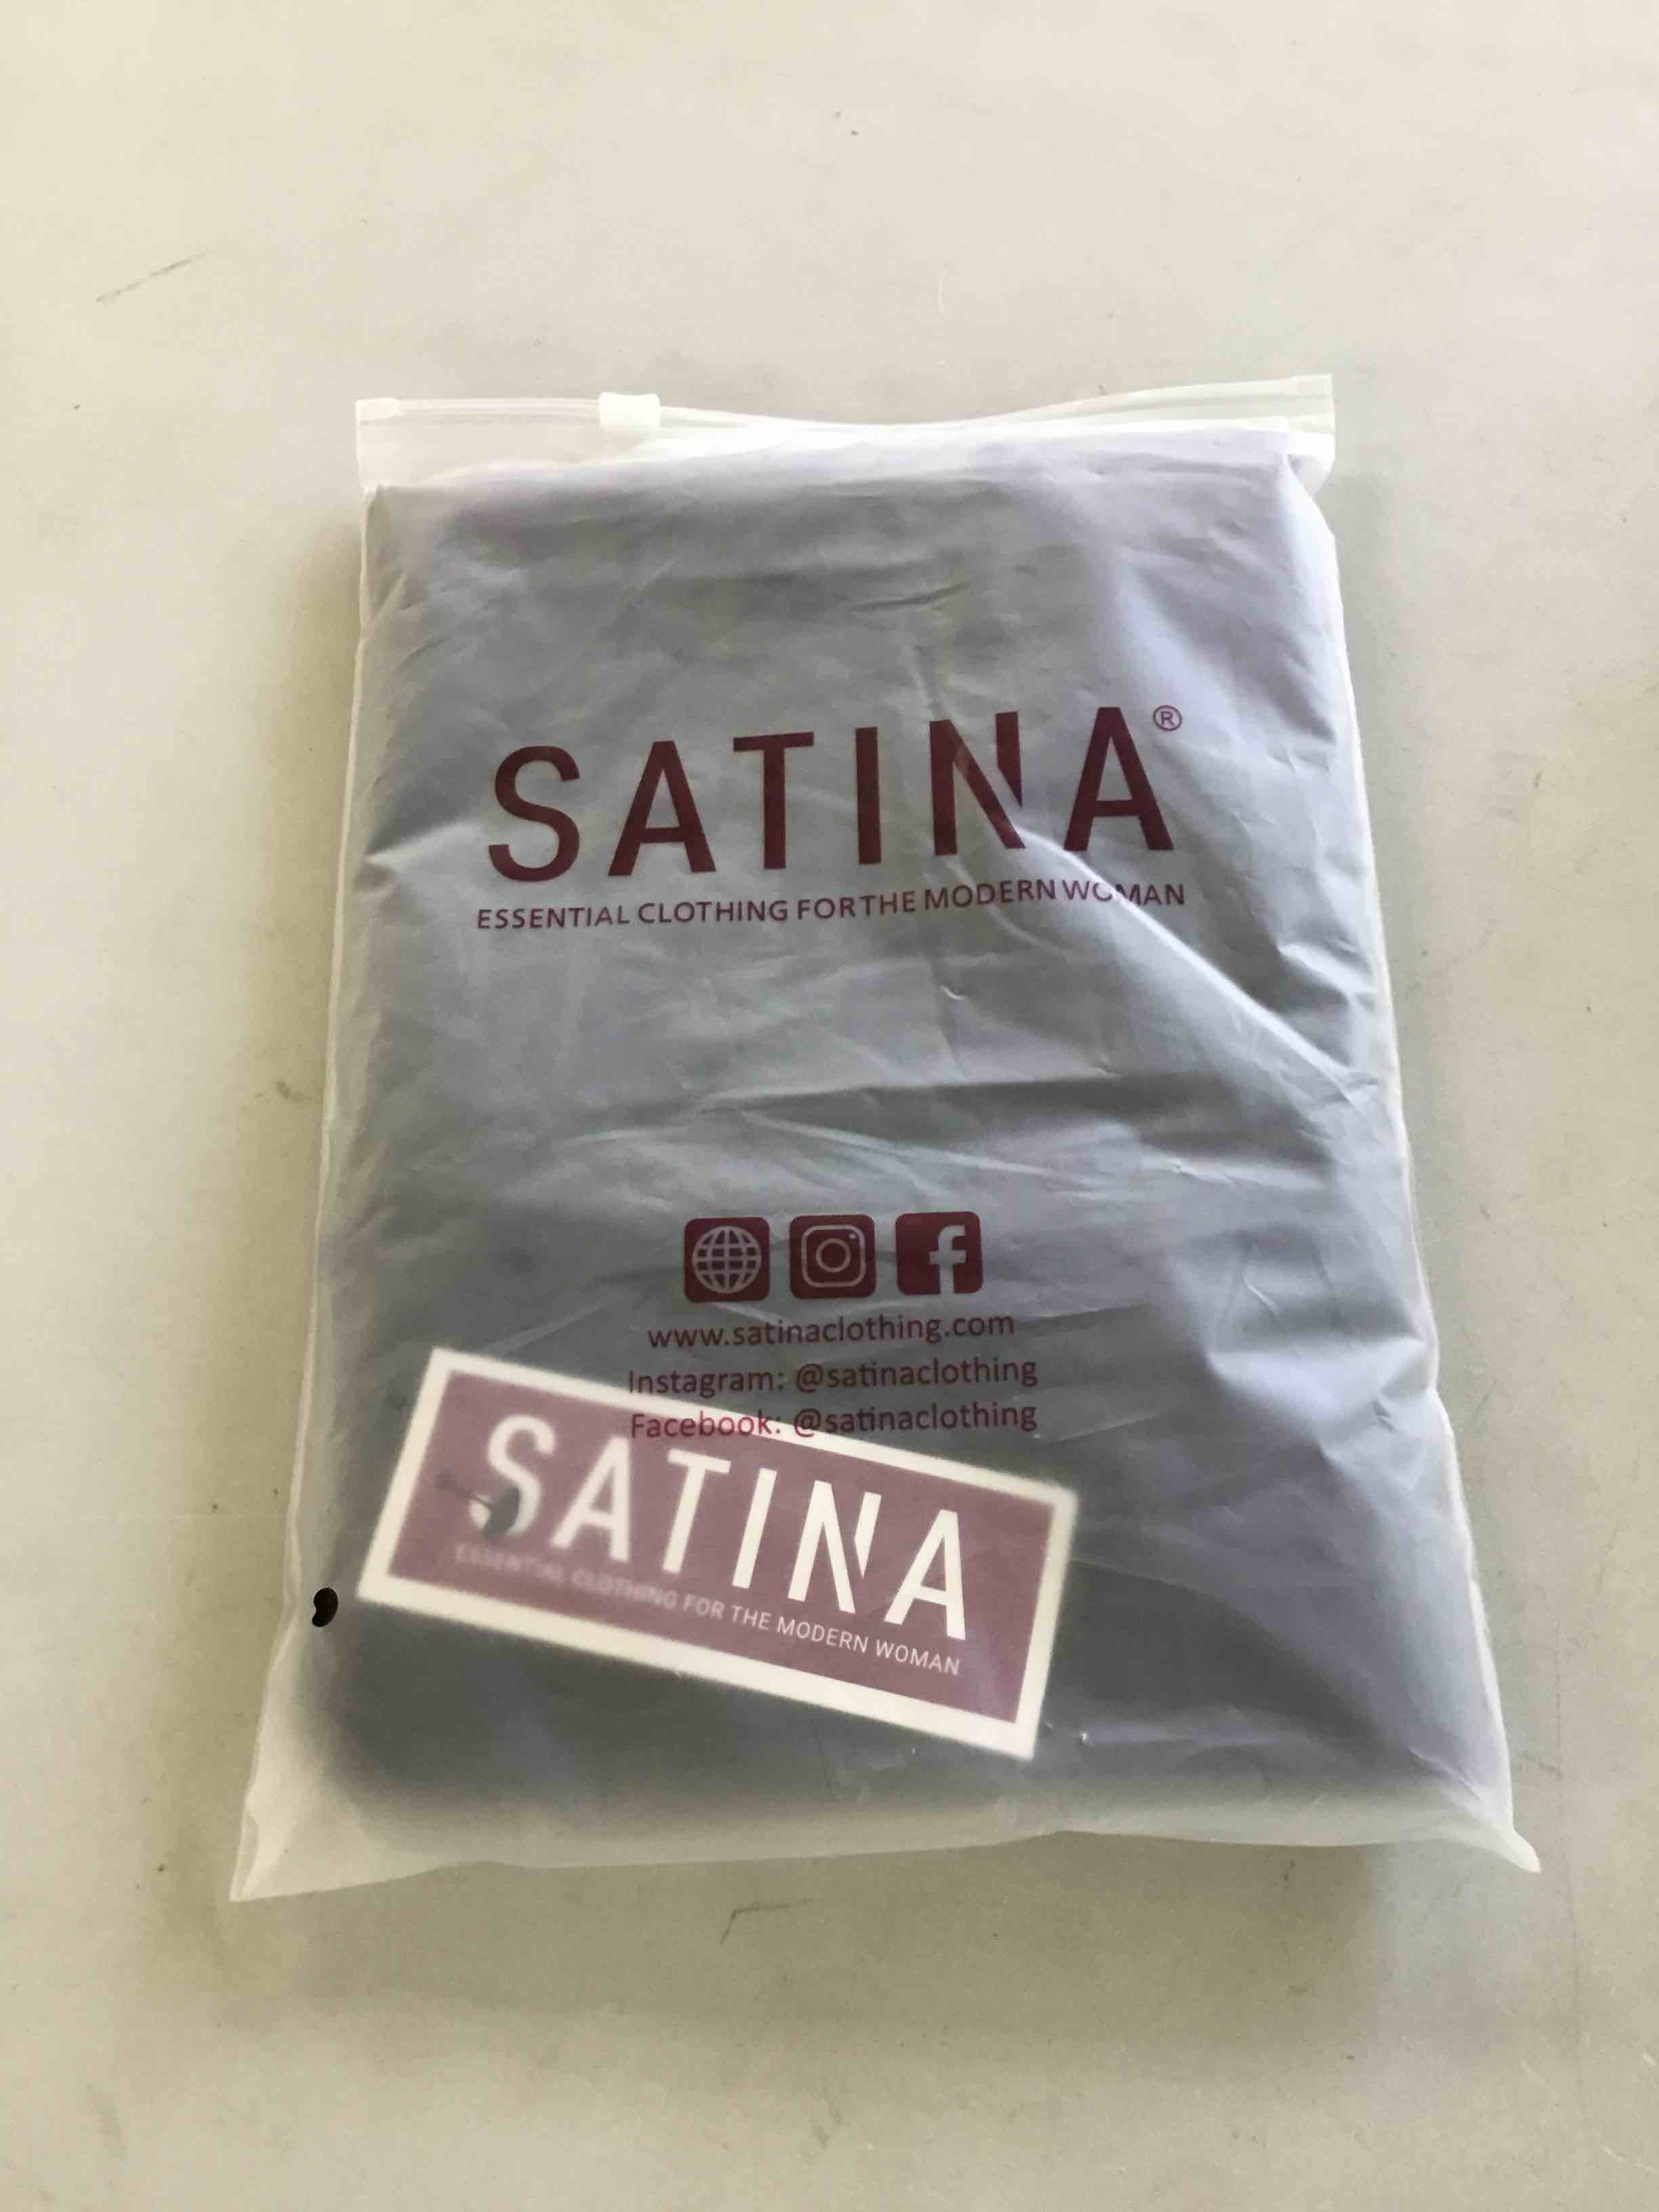 SATINA®
ESSENTIAL CLOTHING FOR THE MODERN WOMAN
www.satinaclothing.com
Instagram: @satinaclothing
Facebook: @satinaclothing
SATINA
ESSENTIAL CLOTHING FOR THE MODERN WOMAN